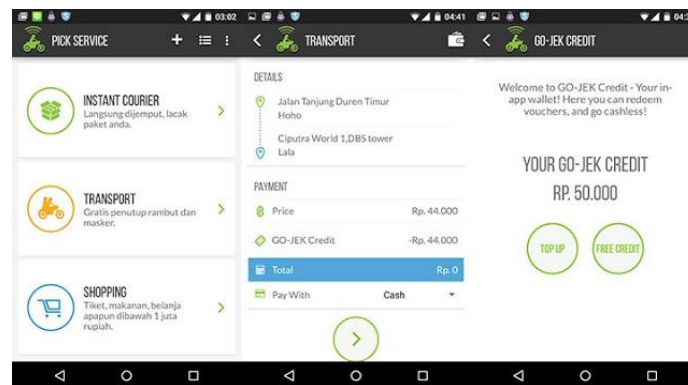 03:02
PICK SERVICE
INSTANT COURIER
Langsung dijemput, lacak
paket anda.
TRANSPORT
Gratis penutup rambut dan
masker.
SHOPPING
Tiket, makanan, belanja
apapun dibawah 1 juta
rupiah.
04:41
TRANSPORT
DETAILS
Jalan Tanjung Duren Timur
Hoho
Ciputra World 1,DBS tower
Lala
PAYMENT
Price Rp. 44.000
GO-JEK Credit -Rp. 44.000
Total Rp. 0
Pay With Cash
GO-JEK CREDIT
Welcome to GO-JEK Credit - Your in-
app wallet! Here you can redeem
vouchers, and go cashless!
YOUR GO-JEK CREDIT
RP. 50.000
TOP UP
FREE CREDIT